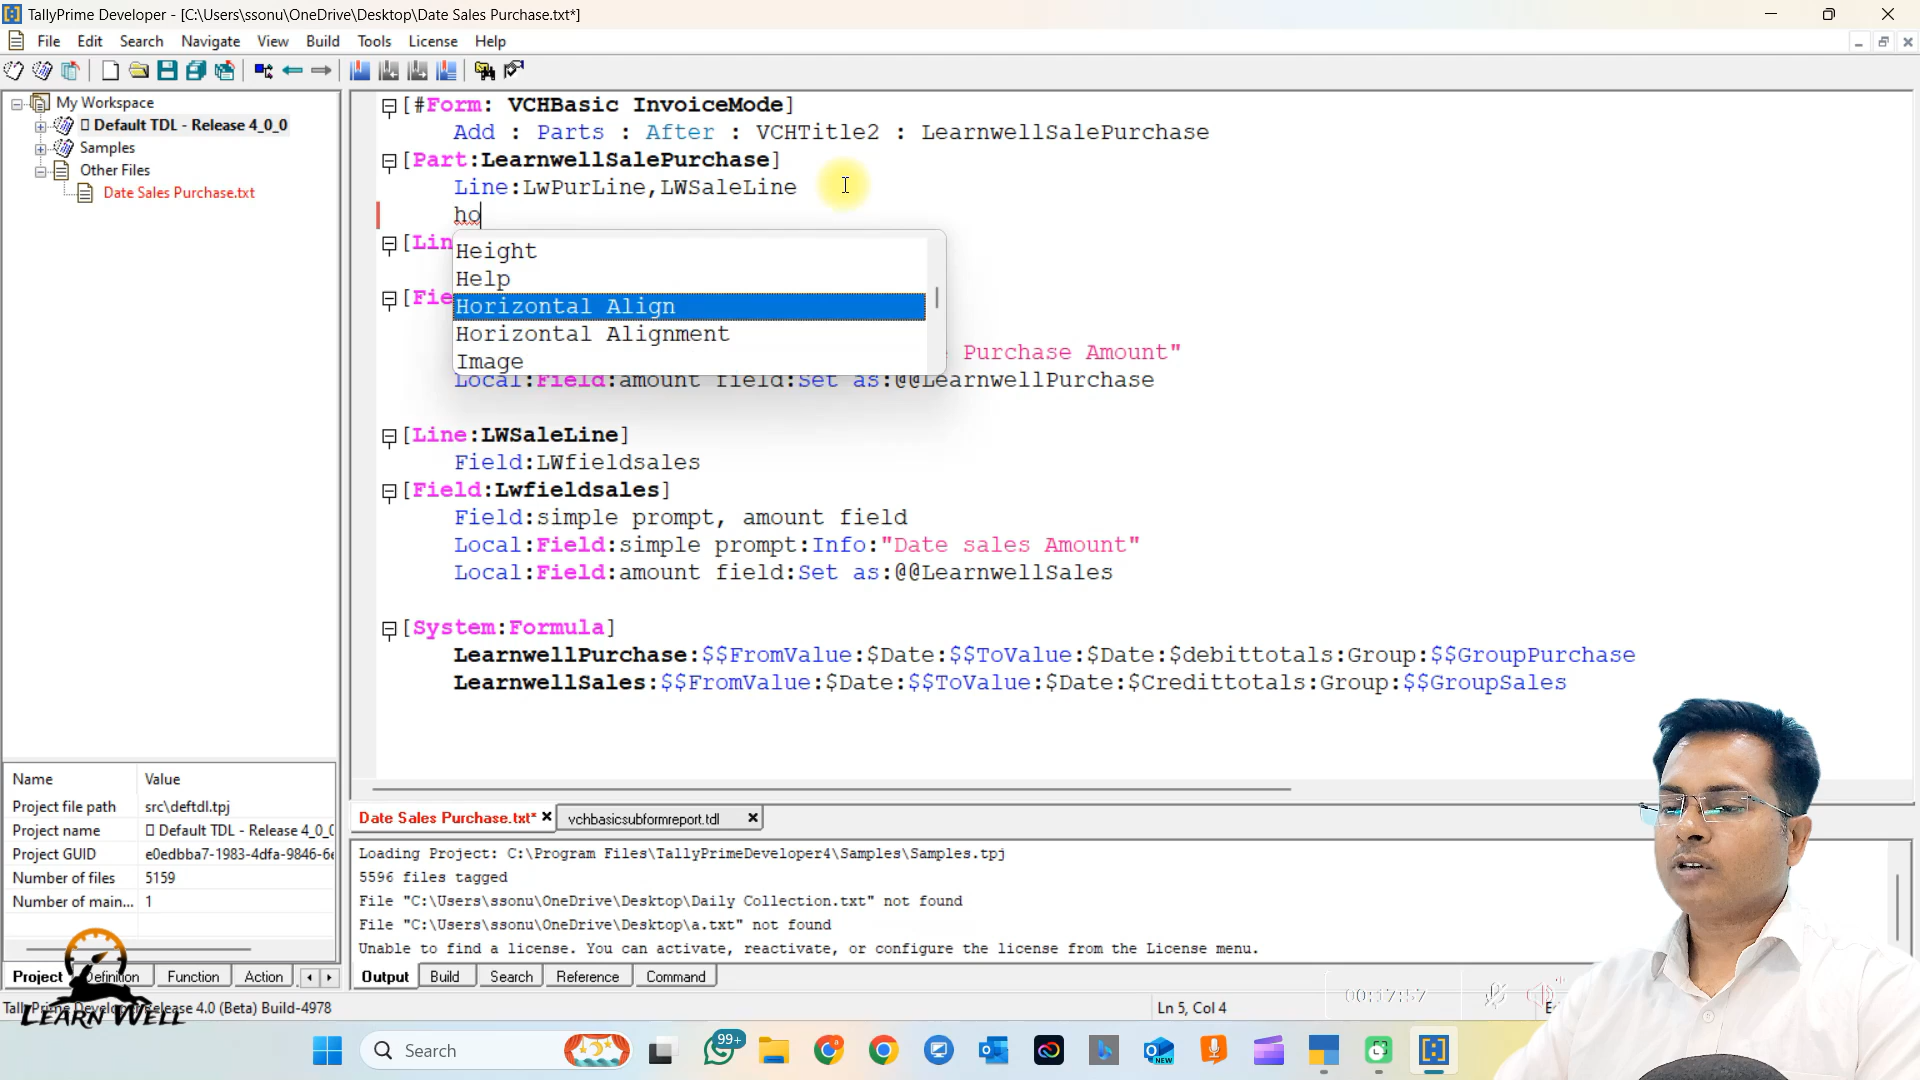 TallyPrime Developer - [C:\Users\ssonu\OneDrive\Desktop\Date Sales Purchase.txt*]
File Edit Search Navigate View Build Tools License Help
My Workspace
Default TDL - Release 4_0_0
Samples
Other Files
Date Sales Purchase.txt
[#Form: VCHBasic InvoiceMode]
Add : Parts : After : VCHTitle2 : LearnwellSalePurchase
[Part:LearnwellSalePurchase]
Line:LwPurLine,LWSaleLine
ho
[Lin
[Fie
Height
Help
Horizontal Align
Horizontal Alignment
Image
Purchase Amount"
Local:Field:amount field:Set as:@@LearnwellPurchase
[Line:LWSaleLine]
Field:LWfieldsales
[Field:Lwfieldsales]
Field:simple prompt, amount field
Local:Field:simple prompt:Info:"Date sales Amount"
Local:Field:amount field:Set as:@@LearnwellSales
[System:Formula]
LearnwellPurchase:$$FromValue:$Date:$$ToValue:$Date:$debittotals:Group:$$GroupPurchase
LearnwellSales:$$FromValue:$Date:$$ToValue:$Date:$Credittotals:Group:$$GroupSales
Name Value
Project file path src\deftdl.tpj
Project name Default TDL - Release 4_0_0
Project GUID e0edbba7-1983-4dfa-9846-6
Number of files 5159
Number of main... 1
Date Sales Purchase.txt* vchbasicsubformreport.tdl
Loading Project: C:\Program Files\TallyPrimeDeveloper4\Samples\Samples.tpj
5596 files tagged
File "C:\Users\ssonu\OneDrive\Desktop\Daily Collection.txt" not found
File "C:\Users\ssonu\OneDrive\Desktop\a.txt" not found
Unable to find a license. You can activate, reactivate, or configure the license from the License menu.
Project Definition Function Action
Output Build Search Reference Command
00:17:57
TallyPrime Developer Release 4.0 (Beta) Build-4978
Ln 5, Col 4
LEARN WELL
Search
99+
NEW